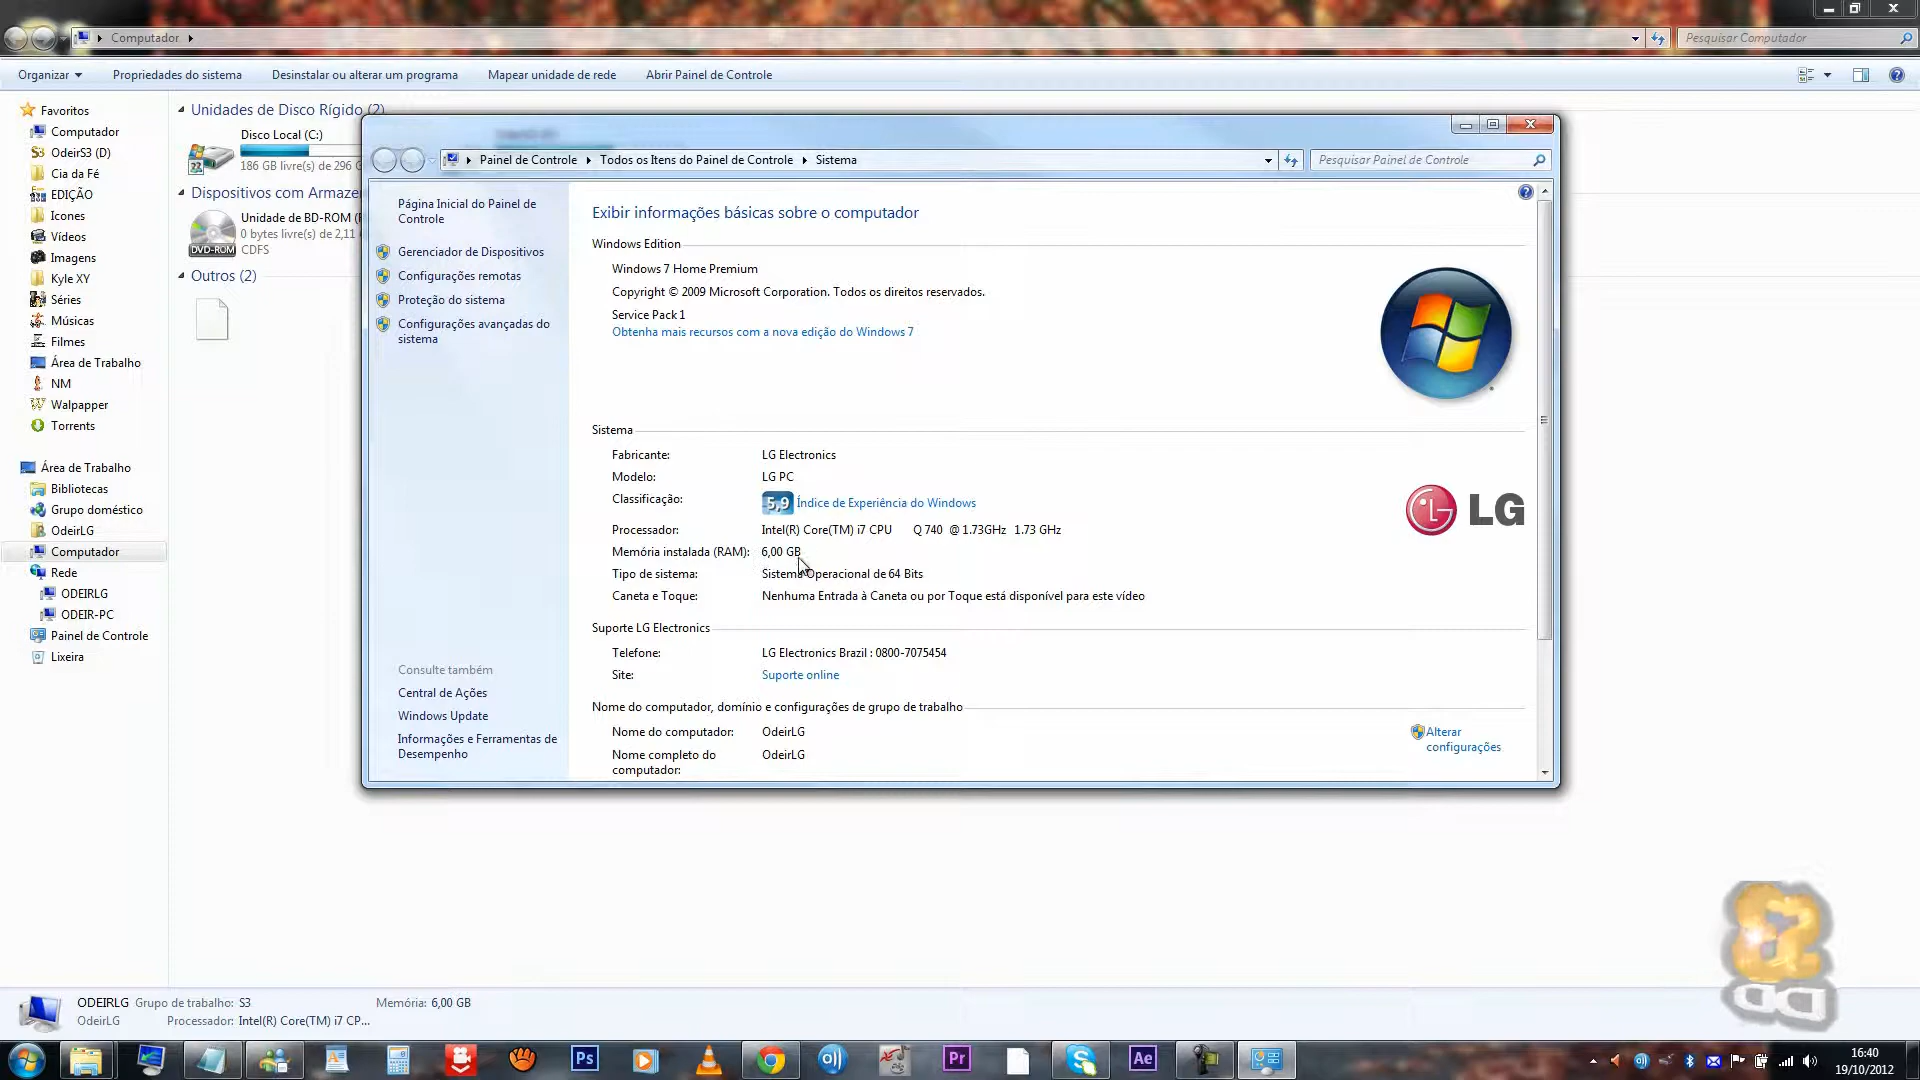 Computador
Pesquisar Computador
Organizar
Propriedades do sistema
Desinstalar ou alterar um programa
Mapear unidade de rede
Abrir Painel de Controle
Favoritos
Computador
OdeirS3 (D)
Cia da Fé
EDIÇÃO
Icones
Vídeos
Imagens
Kyle XY
Séries
Músicas
Filmes
Área de Trabalho
NM
Walpapper
Torrents
Área de Trabalho
Bibliotecas
Grupo doméstico
OdeirLG
Computador
Rede
ODEIRLG
ODEIR-PC
Painel de Controle
Lixeira
Unidades de Disco Rígido (2)
Disco Local (C:)
186 GB livre(s) de 296 G
Dispositivos com Armaze
Unidade de BD-ROM (
0 bytes livre(s) de 2,11
CDFS
DVD-ROM
Outros (2)
Painel de Controle
Todos os Itens do Painel de Controle
Sistema
Pesquisar Painel de Controle
Página Inicial do Painel de
Controle
Gerenciador de Dispositivos
Configurações remotas
Proteção do sistema
Configurações avançadas do
sistema
Consulte também
Central de Ações
Windows Update
Informações e Ferramentas de
Desempenho
Exibir informações básicas sobre o computador
Windows Edition
Windows 7 Home Premium
Copyright © 2009 Microsoft Corporation. Todos os direitos reservados.
Service Pack 1
Obtenha mais recursos com a nova edição do Windows 7
Sistema
Fabricante: LG Electronics
Modelo: LG PC
Classificação: 5,9 Índice de Experiência do Windows
Processador: Intel(R) Core(TM) i7 CPU Q 740 @ 1.73GHz 1.73 GHz
Memória instalada (RAM): 6,00 GB
Tipo de sistema: Sistema Operacional de 64 Bits
Caneta e Toque: Nenhuma Entrada à Caneta ou por Toque está disponível para este vídeo
LG
Suporte LG Electronics
Telefone: LG Electronics Brazil : 0800-7075454
Site: Suporte online
Nome do computador, domínio e configurações de grupo de trabalho
Nome do computador: OdeirLG
Alterar
configurações
Nome completo do OdeirLG
computador:
ODEIRLG Grupo de trabalho: S3 Memória: 6,00 GB
OdeirLG Processador: Intel(R) Core(TM) i7 CP...
Ps
Pr
Ae
16:40
19/10/2012